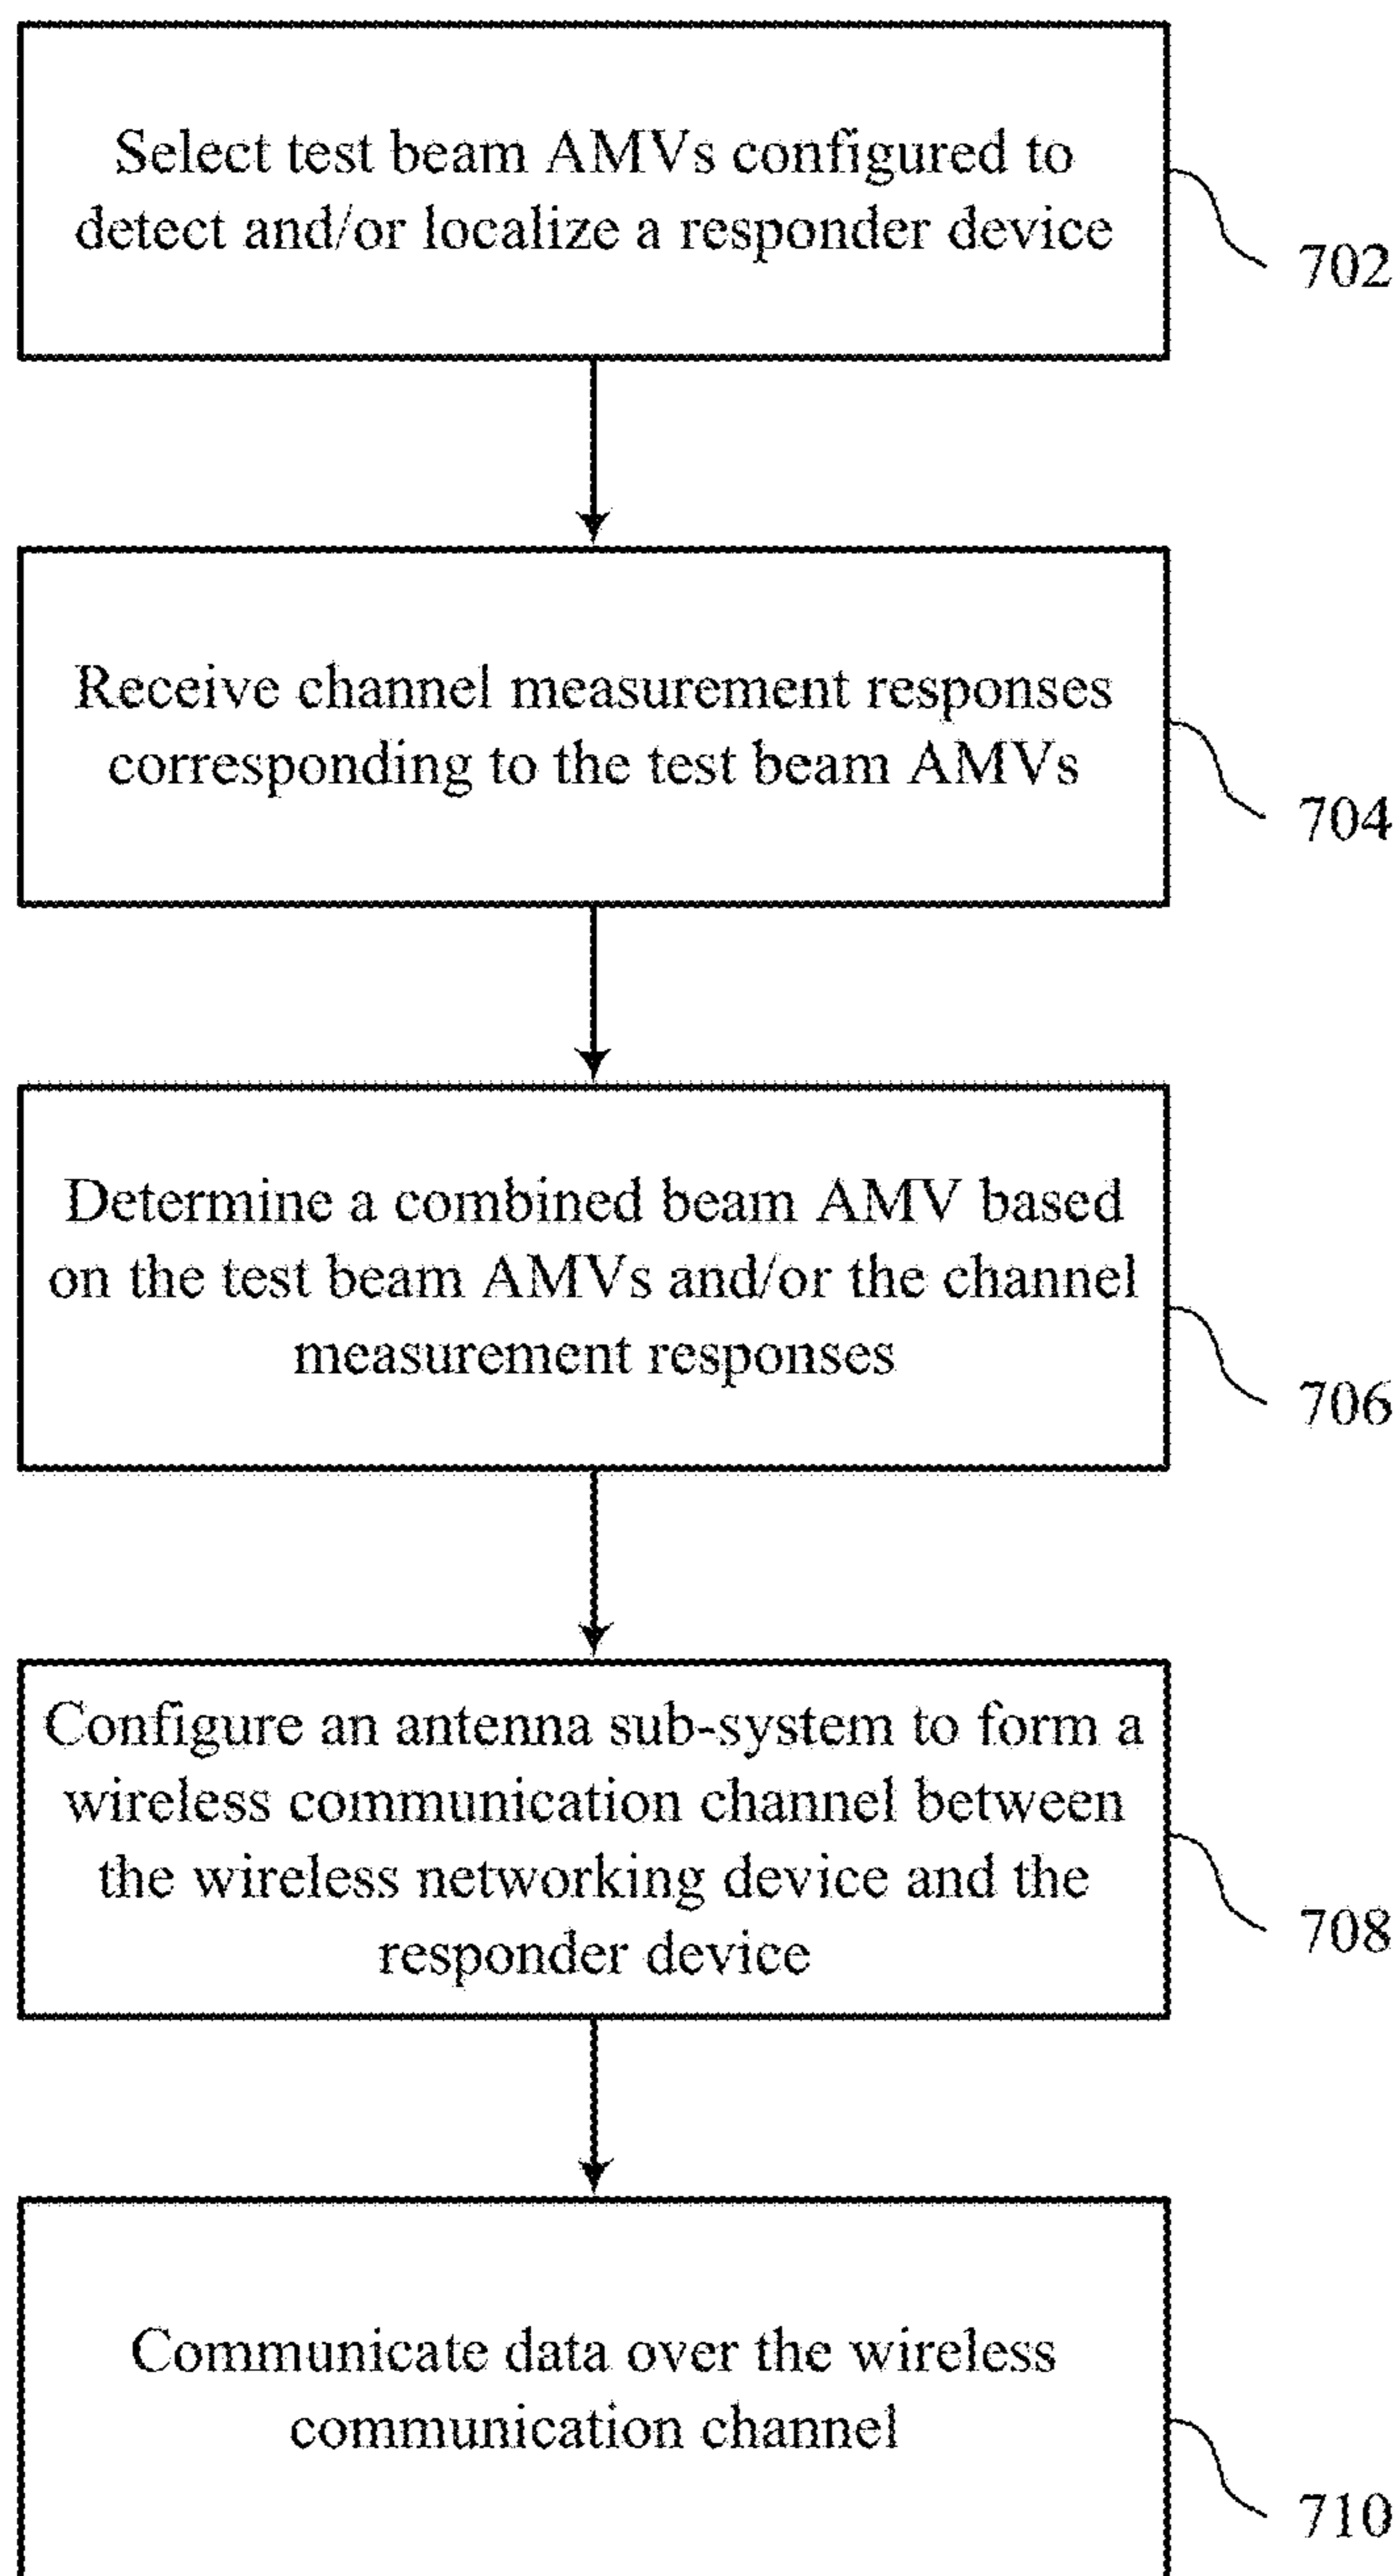 Select test beam AMVs configured to
detect and/or localize a responder device
702
Receive channel measurement responses
corresponding to the test beam AMVs
704
Determine a combined beam AMV based
on the test beam AMVs and/or the channel
measurement responses
706
Configure an antenna sub-system to form a
wireless communication channel between
the wireless networking device and the
responder device
708
Communicate data over the wireless
communication channel
710